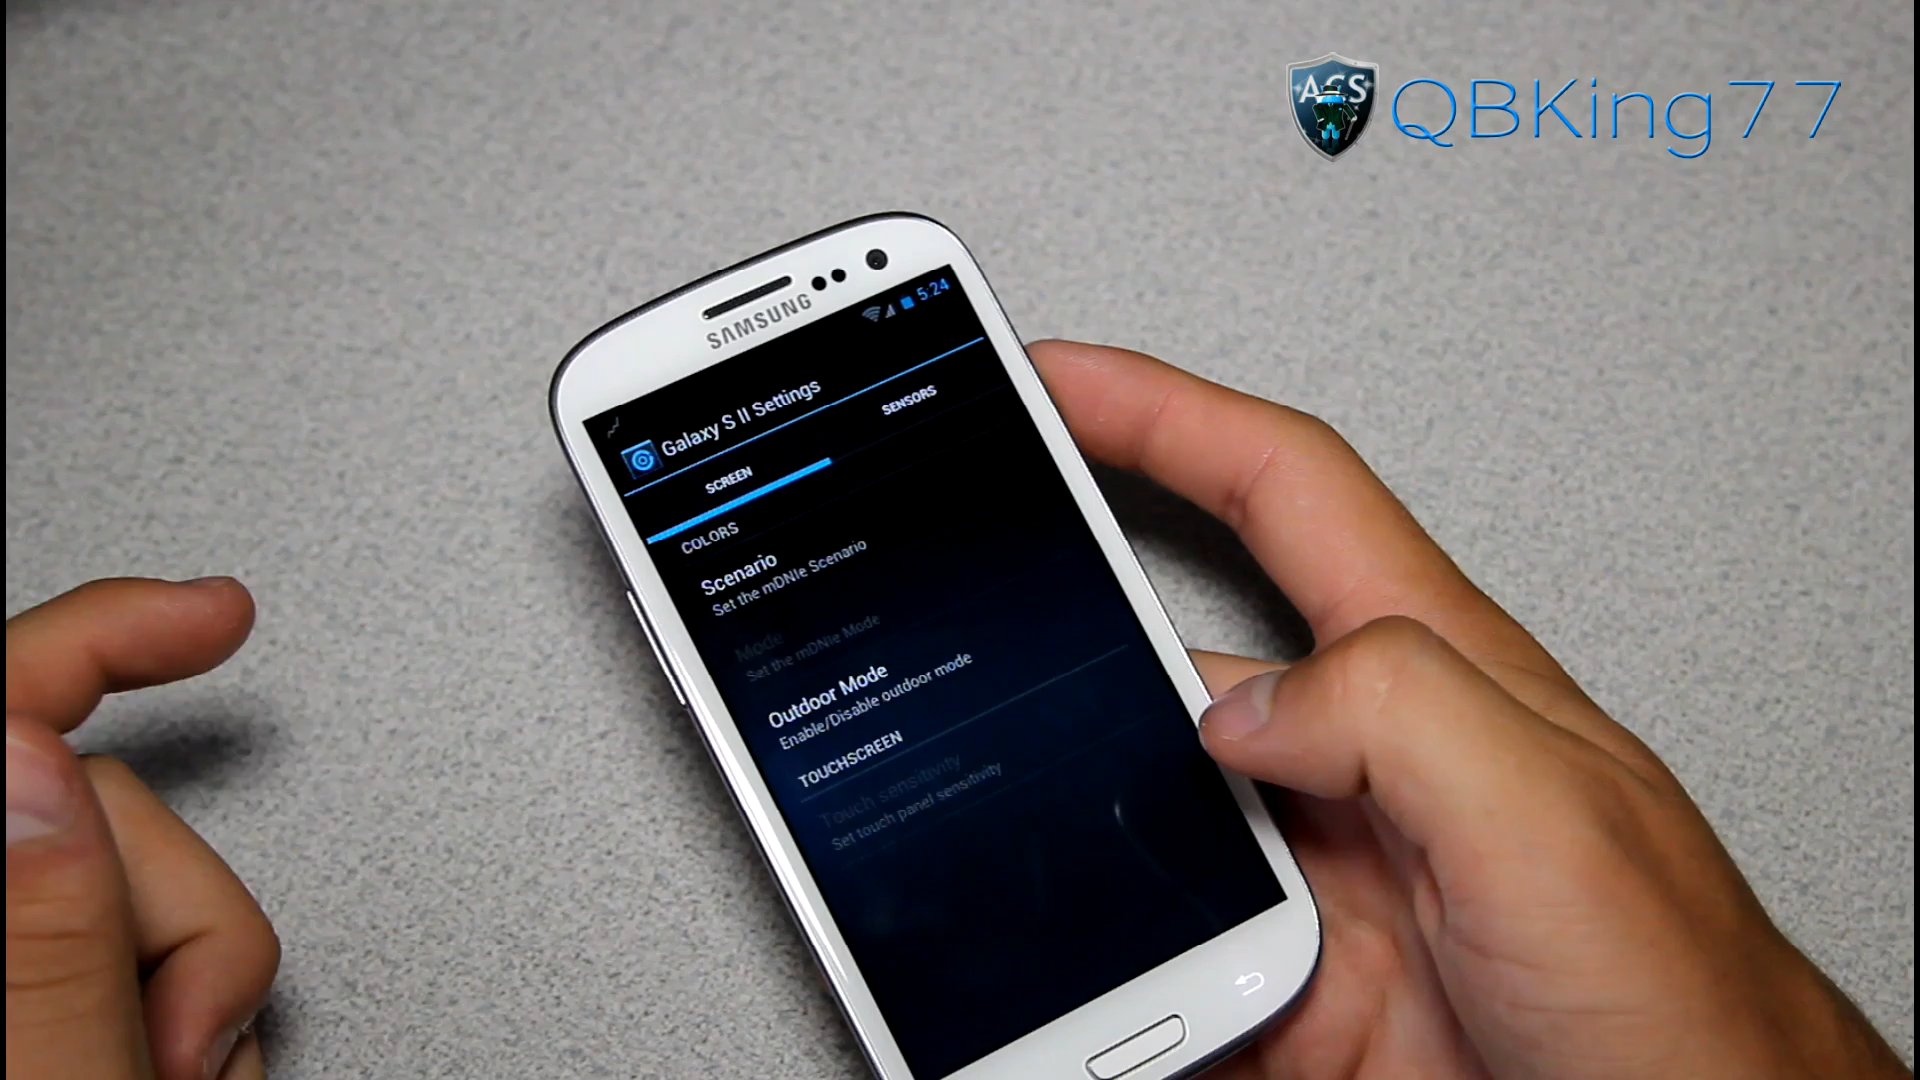 ACS QBKing77
SAMSUNG
5:24
Galaxy S II Settings
SCREEN SENSORS
COLORS
Scenario
Set the mDNIe Scenario
Mode
Set the mDNIe Mode
Outdoor Mode
Enable/Disable outdoor mode
TOUCHSCREEN
Touch sensitivity
Set touch panel sensitivity